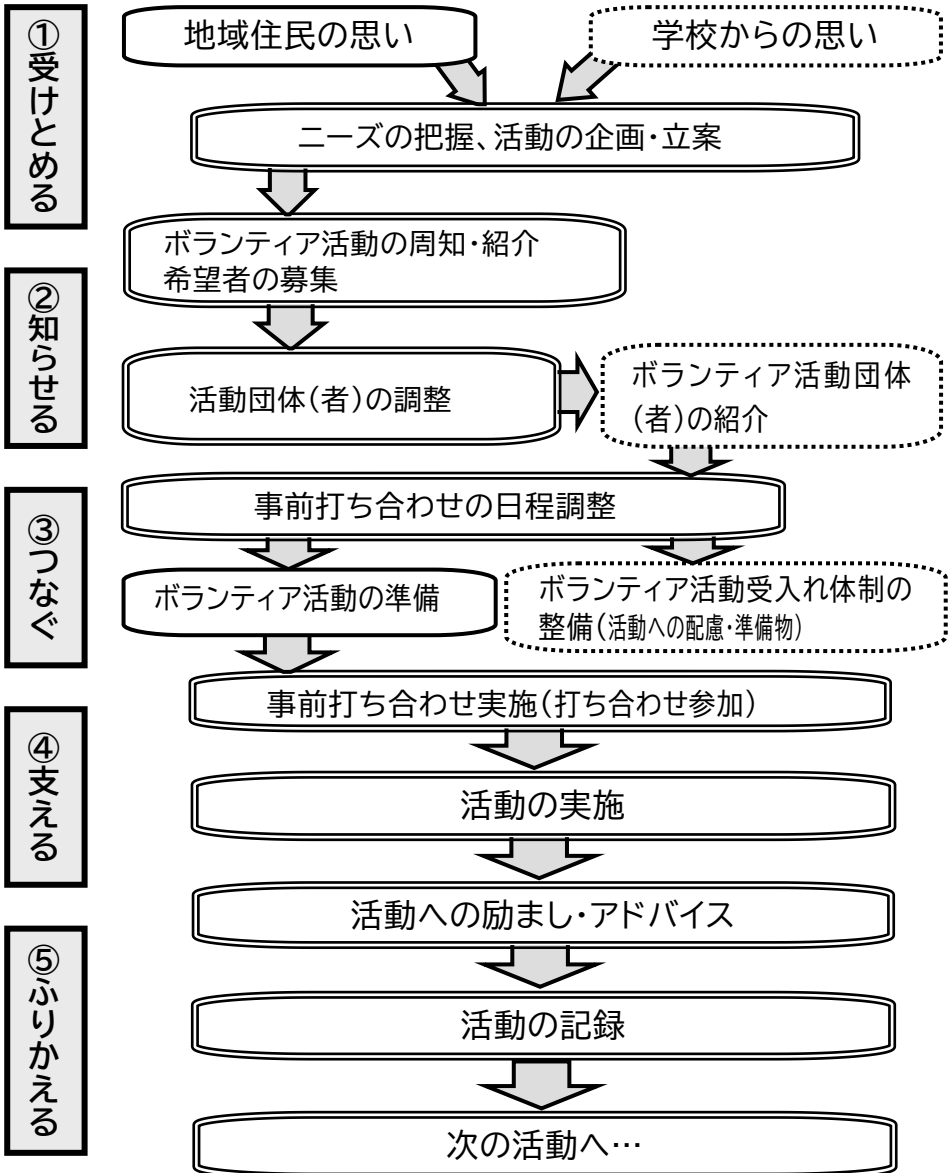 ①受けとめる
地域住民の思い
学校からの思い
ニーズの把握、活動の企画・立案
ボランティア活動の周知・紹介
希望者の募集
②知らせる
活動団体(者)の調整
ボランティア活動団体
(者)の紹介
③つなぐ
事前打ち合わせの日程調整
ボランティア活動の準備
ボランティア活動受入れ体制の
整備(活動への配慮・準備物)
事前打ち合わせ実施(打ち合わせ参加)
④支える
活動の実施
活動への励まし・アドバイス
⑤ふりかえる
活動の記録
次の活動へ…